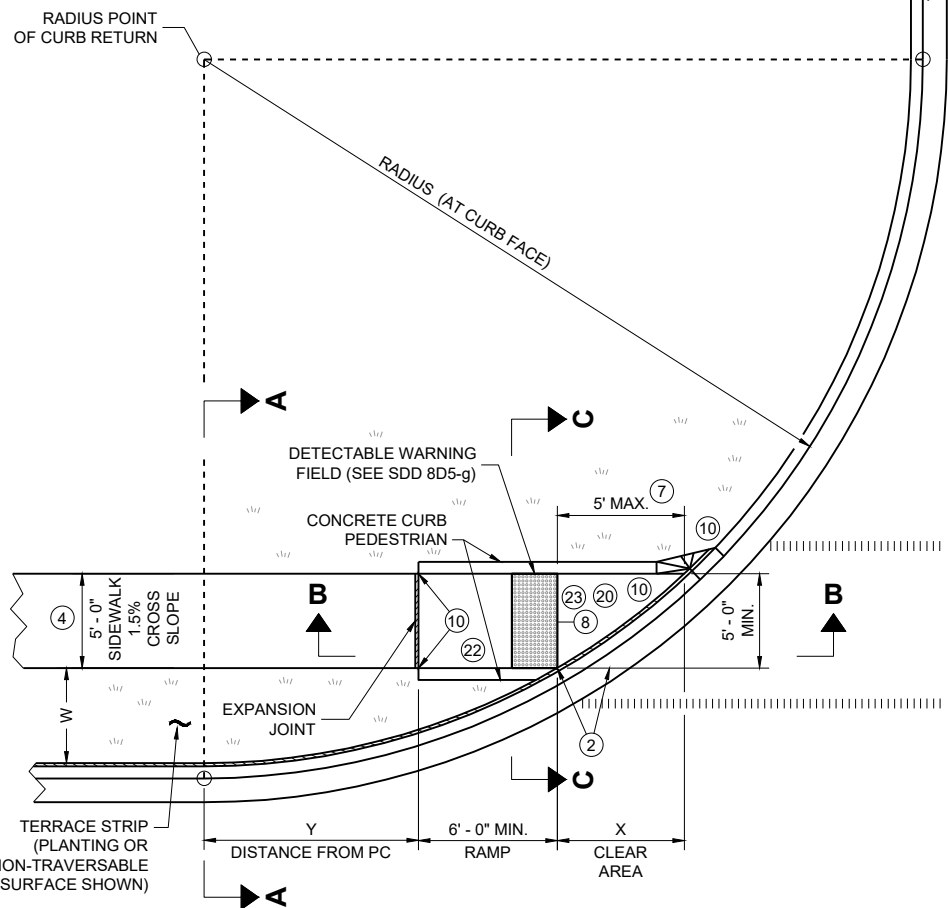 RADIUS POINT
OF CURB RETURN
RADIUS (AT CURB FACE)
A
C
DETECTABLE WARNING
FIELD (SEE SDD 8D5-g)
5' MAX.
7
CONCRETE CURB
PEDESTRIAN
10
B
4
5' - 0"
SIDEWALK
1.5%
CROSS
SLOPE
10
22
23
20
10
8
5' - 0"
MIN.
B
W
EXPANSION
JOINT
2
C
TERRACE STRIP
(PLANTING OR
NON-TRAVERSABLE
SURFACE SHOWN)
Y
DISTANCE FROM PC
6' - 0" MIN.
RAMP
X
CLEAR
AREA
A